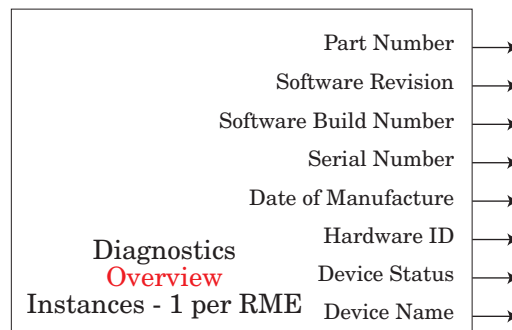 Part Number
Software Revision
Software Build Number
Serial Number
Date of Manufacture
Hardware ID
Device Status
Device Name
Diagnostics
Overview
Instances - 1 per RME